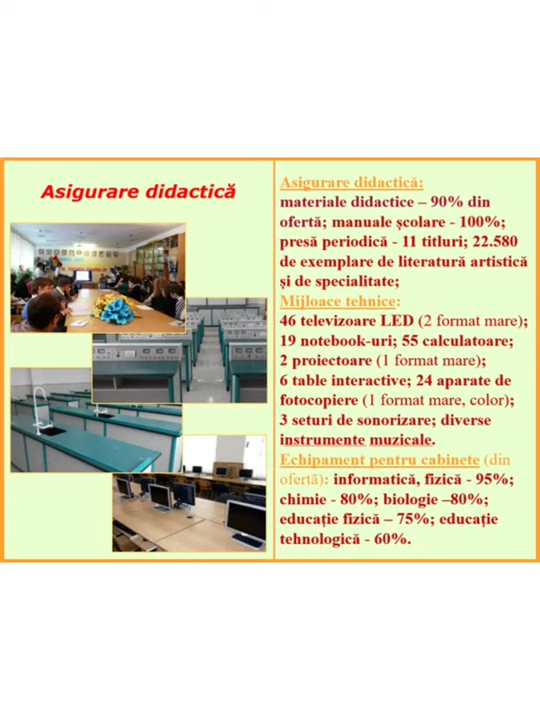 Asigurare didactică
Asigurare didactică:
materiale didactice – 90% din
ofertă; manuale școlare - 100%;
presă periodică - 11 titluri; 22.580
de exemplare de literatură artistică
și de specialitate;
Mijloace tehnice:
46 televizoare LED (2 format mare);
19 notebook-uri; 55 calculatoare;
2 proiectoare (1 format mare);
6 table interactive; 24 aparate de
fotocopiere (1 format mare, color);
3 seturi de sonorizare; diverse
instrumente muzicale.
Echipament pentru cabinete (din
ofertă): informatică, fizică - 95%;
chimie - 80%; biologie –80%;
educație fizică – 75%; educație
tehnologică - 60%.